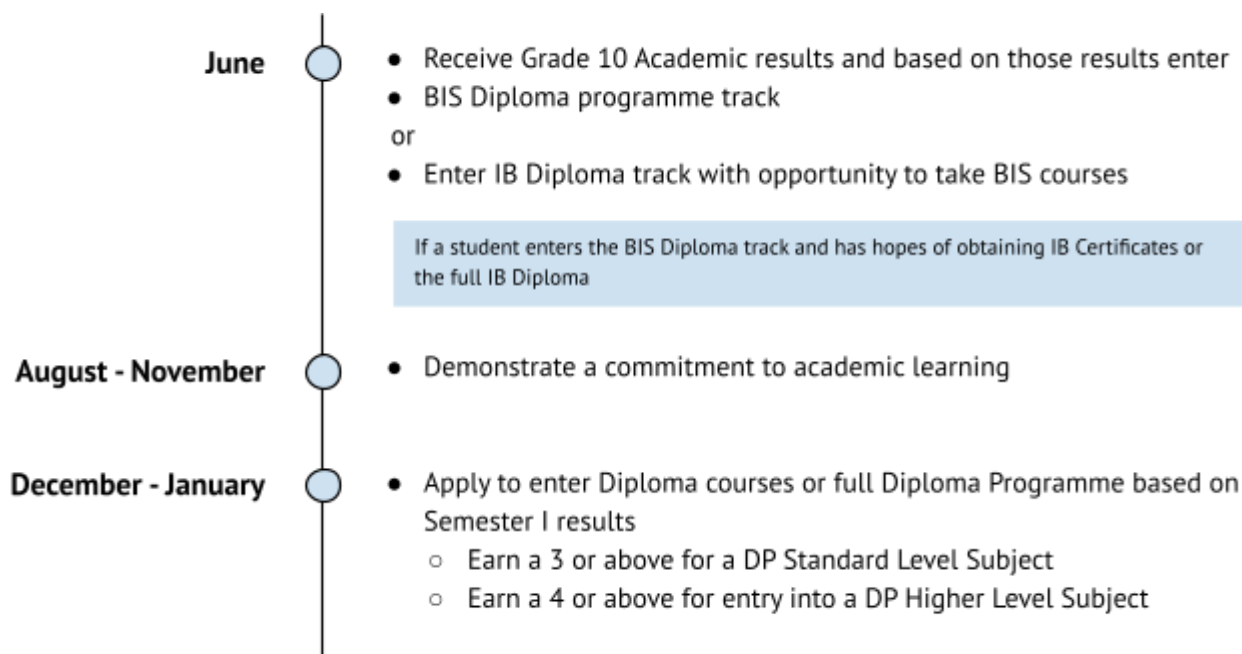 June
● Receive Grade 10 Academic results and based on those results enter
● BIS Diploma programme track
or
● Enter IB Diploma track with opportunity to take BIS courses
If a student enters the BIS Diploma track and has hopes of obtaining IB Certificates or
the full IB Diploma
August - November
● Demonstrate a commitment to academic learning
December - January
● Apply to enter Diploma courses or full Diploma Programme based on
Semester I results
○ Earn a 3 or above for a DP Standard Level Subject
○ Earn a 4 or above for entry into a DP Higher Level Subject